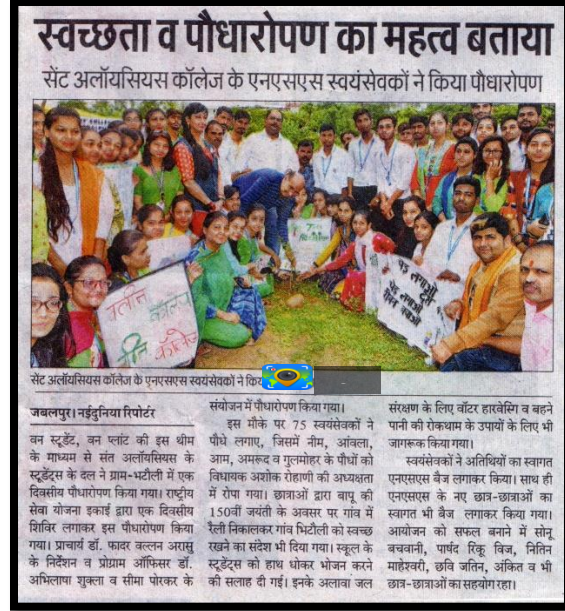 स्वच्छता व पौधारोपण का महत्व बताया
सेंट अलॉयसियस कॉलेज के एनएसएस स्वयंसेवकों ने किया पौधारोपण
क्लीन कॉलेज
ग्रीन कॉलेज
पेड़ लगाओ
सेंट अलॉयसियस कॉलेज के एनएसएस स्वयंसेवकों ने
जबलपुर। नईदुनिया रिपोर्टर
वन स्टूडेंट, वन प्लांट की इस थीम
के माध्यम से संत अलॉयसियस के
स्टूडेंट्स के दल ने ग्राम-भटौली में एक
दिवसीय पौधारोपण किया गया। राष्ट्रीय
सेवा योजना इकाई द्वारा एक दिवसीय
शिविर लगाकर इस पौधारोपण किया
गया। प्राचार्य डॉ. फादर वल्लन अरासु
के निर्देशन व प्रोग्राम ऑफिसर डॉ.
अभिलाषा शुक्ला व सीमा पोरकर के
संयोजन में पौधारोपण किया गया।
इस मौके पर 75 स्वयंसेवकों ने
पौधे लगाए, जिसमें नीम, आंवला,
आम, अमरूद व गुलमोहर के पौधों को
विधायक अशोक रोहाणी की अध्यक्षता
में रोपा गया। छात्राओं द्वारा बापू की
150वीं जयंती के अवसर पर गांव में
रैली निकालकर गांव भिटौली को स्वच्छ
रखने का संदेश भी दिया गया। स्कूल के
स्टूडेंट्स को हाथ धोकर भोजन करने
की सलाह दी गई। इनके अलावा जल
संरक्षण के लिए वॉटर हारवेस्गि व बहने
पानी की रोकथाम के उपायों के लिए भी
जागरूक किया गया।
स्वयंसेवकों ने अतिथियों का स्वागत
एनएसएस बैज लगाकर किया। साथ ही
एनएसएस के नए छात्र-छात्राओं का
स्वागत भी बैज लगाकर किया गया।
आयोजन को सफल बनाने में सोनू
बचवानी, पार्षद रिंकू विज, नितिन
माहेश्वरी, छवि जतिन, अंकित व भी
छात्र-छात्राओं का सहयोग रहा।